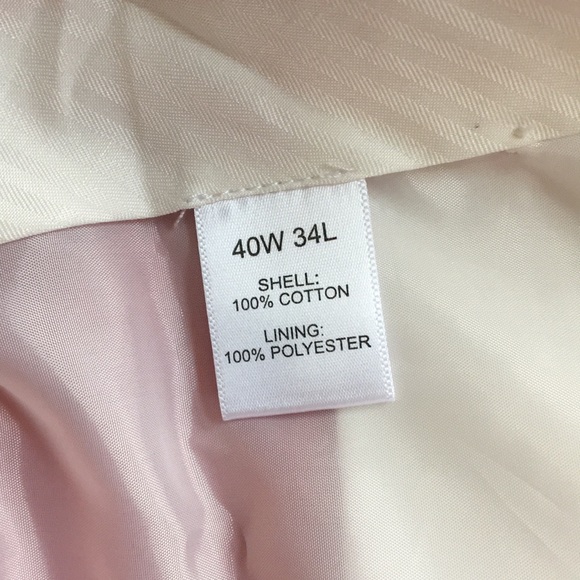 40W 34L
SHELL:
100% COTTON
LINING:
100% POLYESTER